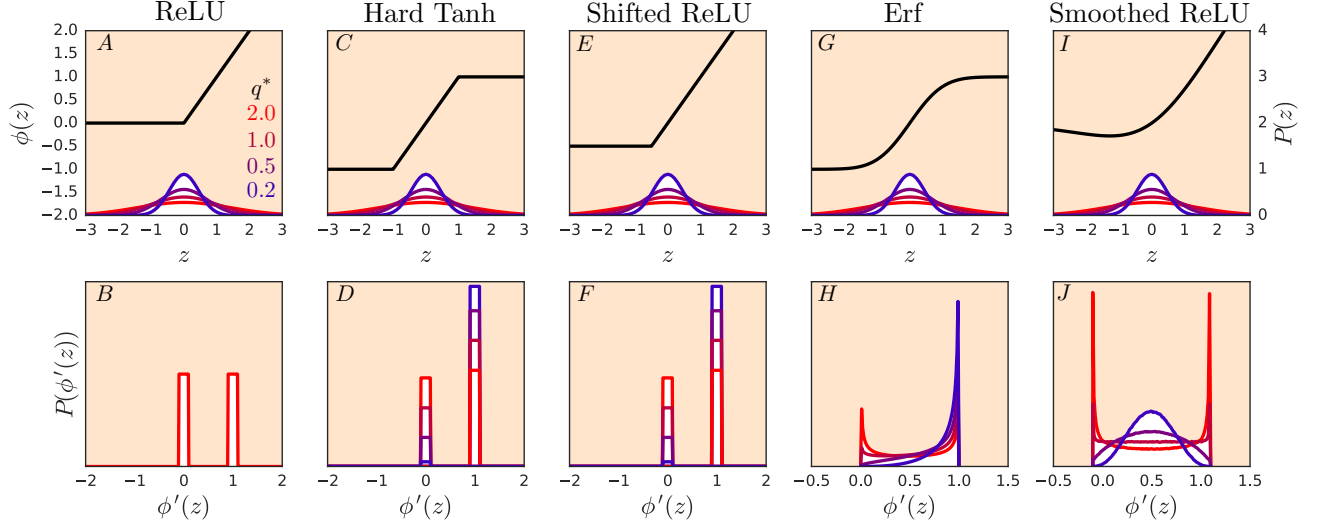 ReLU Hard Tanh Shifted ReLU Erf Smoothed ReLU
A C E G I
2.0 1.5 1.0 0.5 0.0 −0.5 −1.0 −1.5 −2.0
ϕ(z)
q*
2.0
1.0
0.5
0.2
4 3 2 1 0
P(z)
−3 −2 −1 0 1 2 3 −3 −2 −1 0 1 2 3 −3 −2 −1 0 1 2 3 −3 −2 −1 0 1 2 3 −3 −2 −1 0 1 2 3
z z z z z
B D F H J
P(ϕ′(z))
−2 −1 0 1 2 −2 −1 0 1 2 −2 −1 0 1 2 −0.5 0.0 0.5 1.0 1.5 −0.5 0.0 0.5 1.0 1.5
ϕ′(z) ϕ′(z) ϕ′(z) ϕ′(z) ϕ′(z)